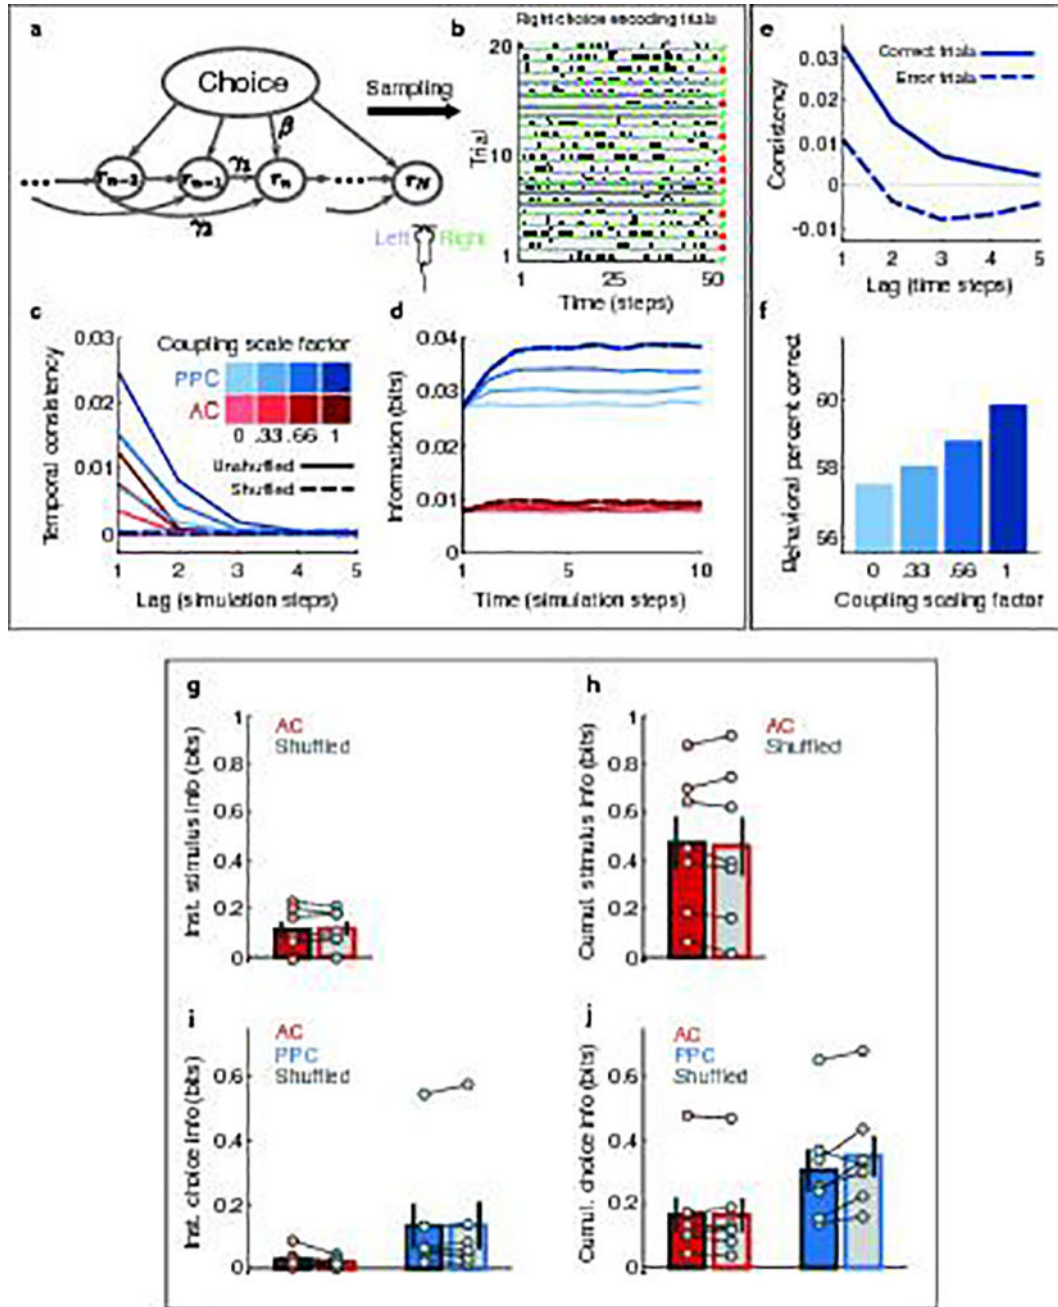 a
Choice
β
γ1
rn-2
rn-1
rn
rN
γ2
Sampling
Left
Right
b
Right choice encoding trials
20
10
1
Trial
1
25
50
Time (steps)
c
0.03
0.02
0.01
0
Temporal consistency
Coupling scale factor
PPC
AC
0 .33 .66 1
Unshuffled
Shuffled
1 2 3 4 5
Lag (simulation steps)
d
0.04
0.03
0.02
0.01
0
Information (bits)
1 5 10
Time (simulation steps)
e
Correct trials
Error trials
0.03
0.02
0.01
0
-0.01
Consistency
1 2 3 4 5
Lag (time steps)
f
60
58
56
Behavioral percent correct
0 .33 .66 1
Coupling scaling factor
g
AC
Shuffled
1
0.8
0.6
0.4
0.2
0
Inst. stimulus info (bits)
h
AC
Shuffled
1
0.8
0.6
0.4
0.2
0
Cumul. stimulus info (bits)
i
AC
PPC
Shuffled
0.6
0.4
0.2
0
Inst. choice info (bits)
j
AC
PPC
Shuffled
0.6
0.4
0.2
0
Cumul. choice info (bits)